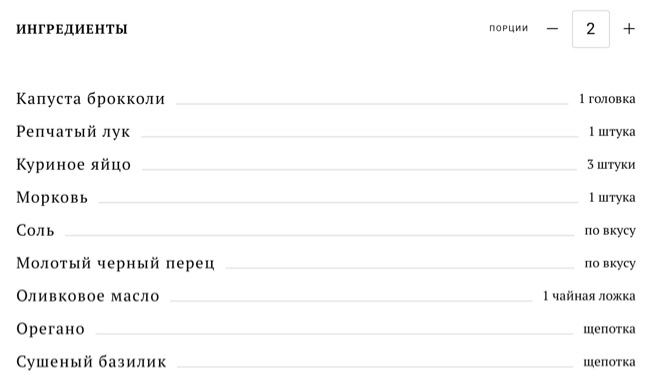 ИНГРЕДИЕНТЫ ПОРЦИИ — 2 +
Капуста брокколи 1 головка
Репчатый лук 1 штука
Куриное яйцо 3 штуки
Морковь 1 штука
Соль по вкусу
Молотый черный перец по вкусу
Оливковое масло 1 чайная ложка
Орегано щепотка
Сушеный базилик щепотка